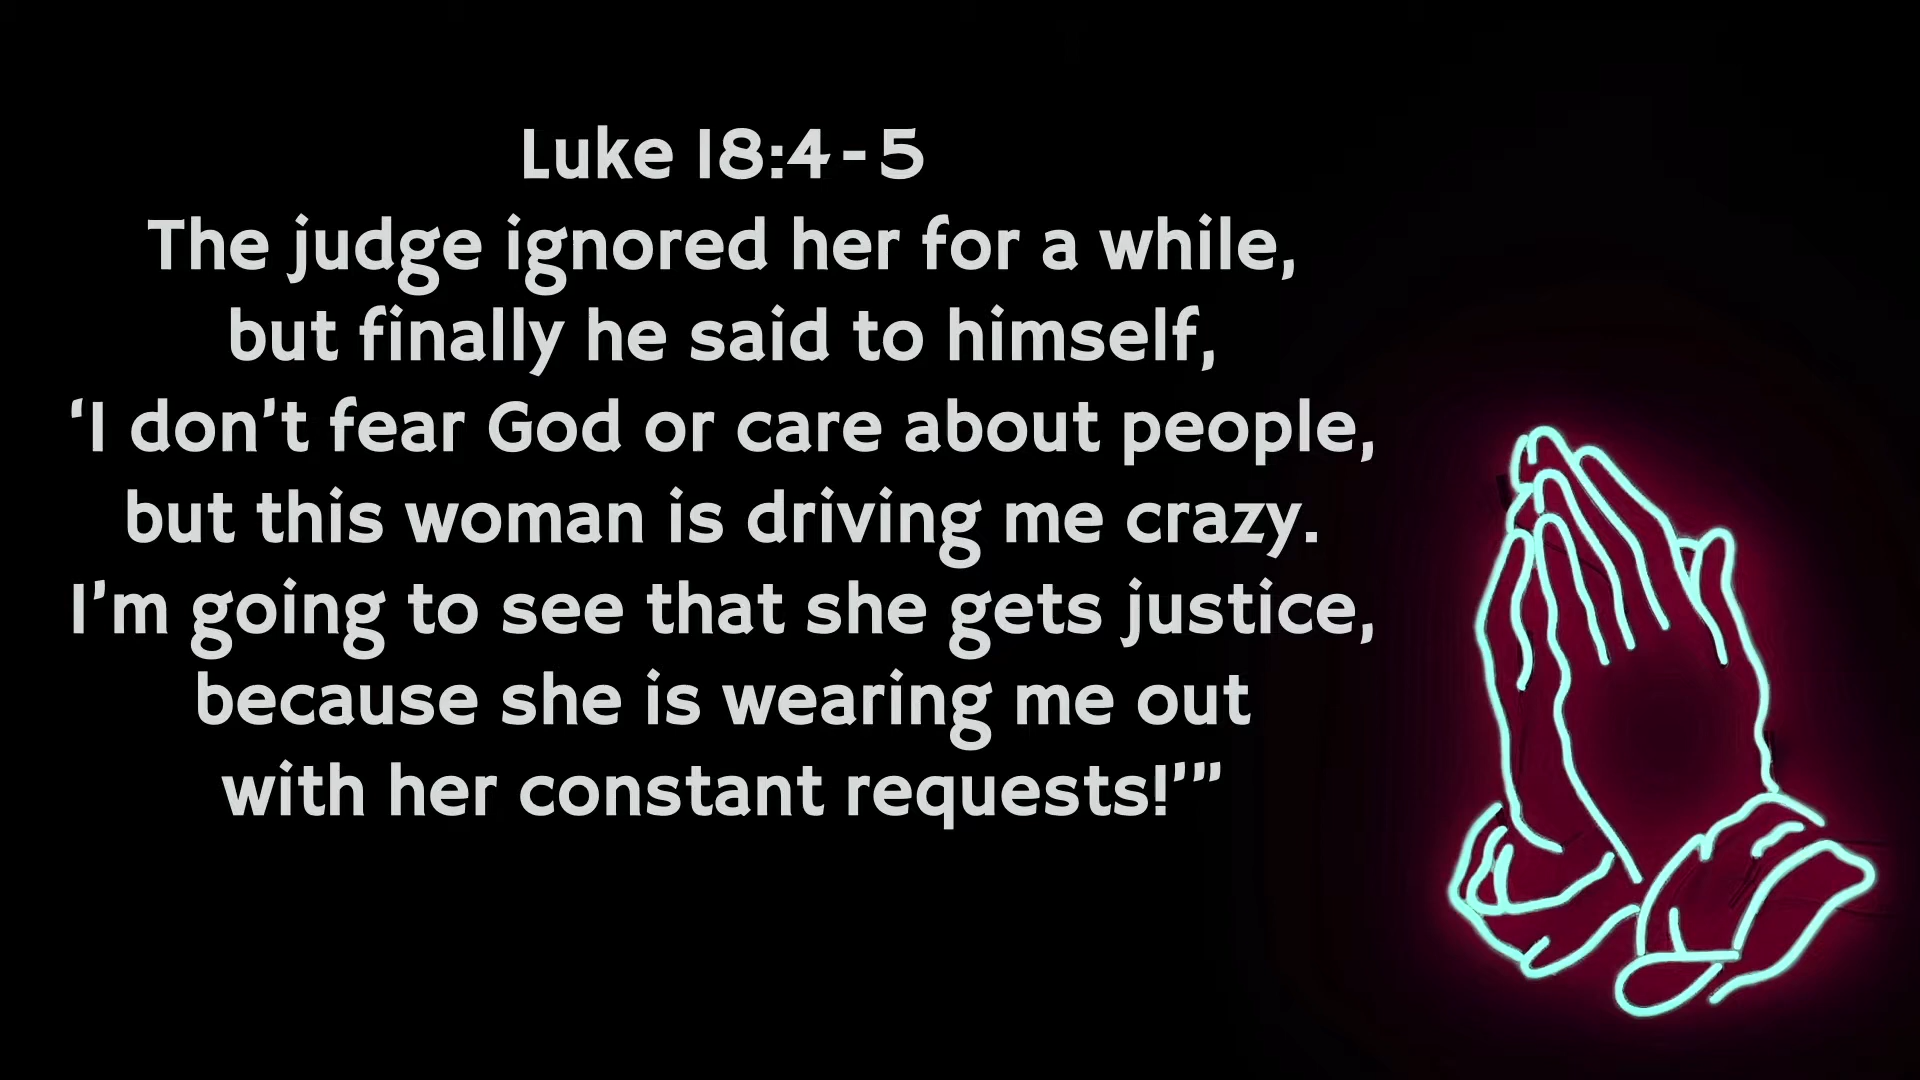 Luke 18:4-5
The judge ignored her for a while,
but finally he said to himself,
‘I don’t fear God or care about people,
but this woman is driving me crazy.
I’m going to see that she gets justice,
because she is wearing me out
with her constant requests!’”